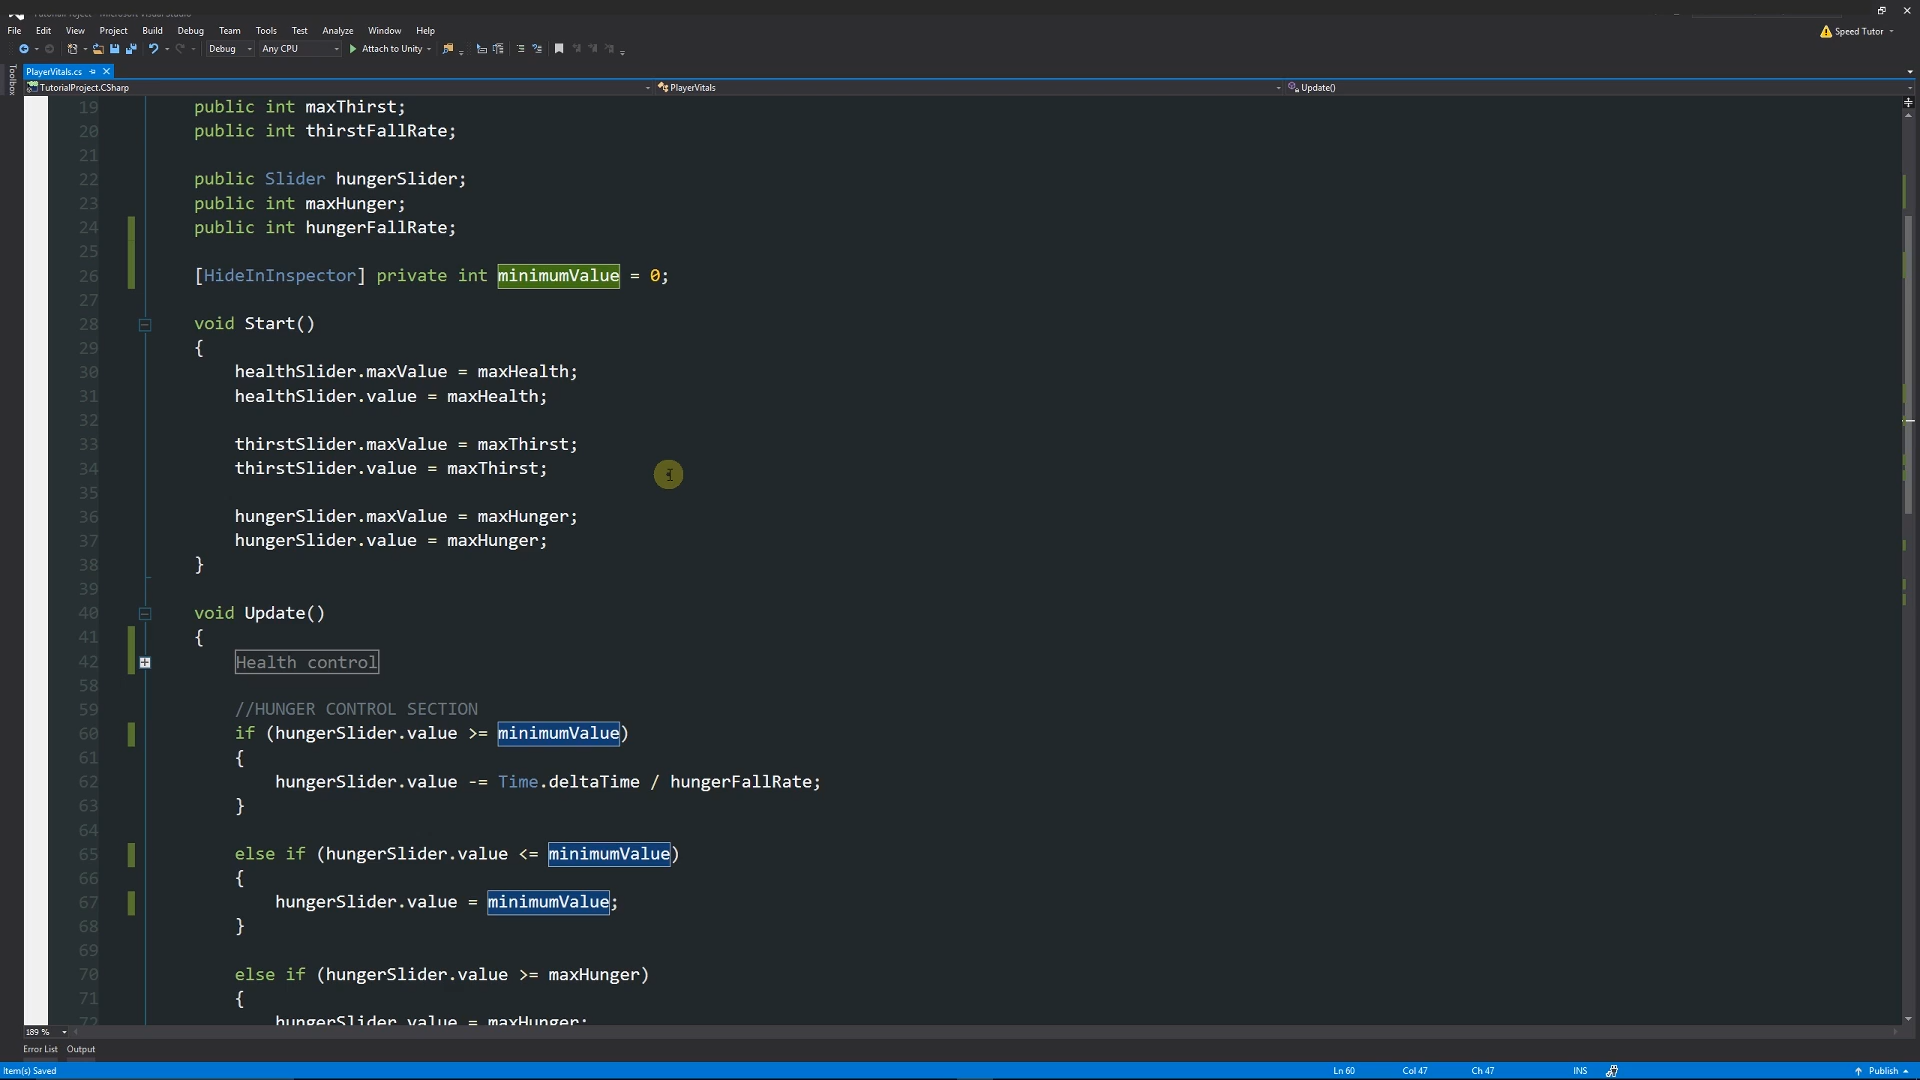 File Edit View Project Build Debug Team Tools Test Analyze Window Help
Speed Tutor
Debug Any CPU Attach to Unity
Toolbox
PlayerVitals.cs
TutorialProject.CSharp PlayerVitals Update()
19 public int maxThirst;
20 public int thirstFallRate;
21
22 public Slider hungerSlider;
23 public int maxHunger;
24 public int hungerFallRate;
25
26 [HideInInspector] private int minimumValue = 0;
27
28 void Start()
29 {
30 healthSlider.maxValue = maxHealth;
31 healthSlider.value = maxHealth;
32
33 thirstSlider.maxValue = maxThirst;
34 thirstSlider.value = maxThirst;
35
36 hungerSlider.maxValue = maxHunger;
37 hungerSlider.value = maxHunger;
38 }
39
40 void Update()
41 {
42 Health control
58
59 //HUNGER CONTROL SECTION
60 if (hungerSlider.value >= minimumValue)
61 {
62 hungerSlider.value -= Time.deltaTime / hungerFallRate;
63 }
64
65 else if (hungerSlider.value <= minimumValue)
66 {
67 hungerSlider.value = minimumValue;
68 }
69
70 else if (hungerSlider.value >= maxHunger)
71 {
72 hungerSlider.value = maxHunger;
189 %
Error List Output
Item(s) Saved Ln 60 Col 47 Ch 47 INS Publish